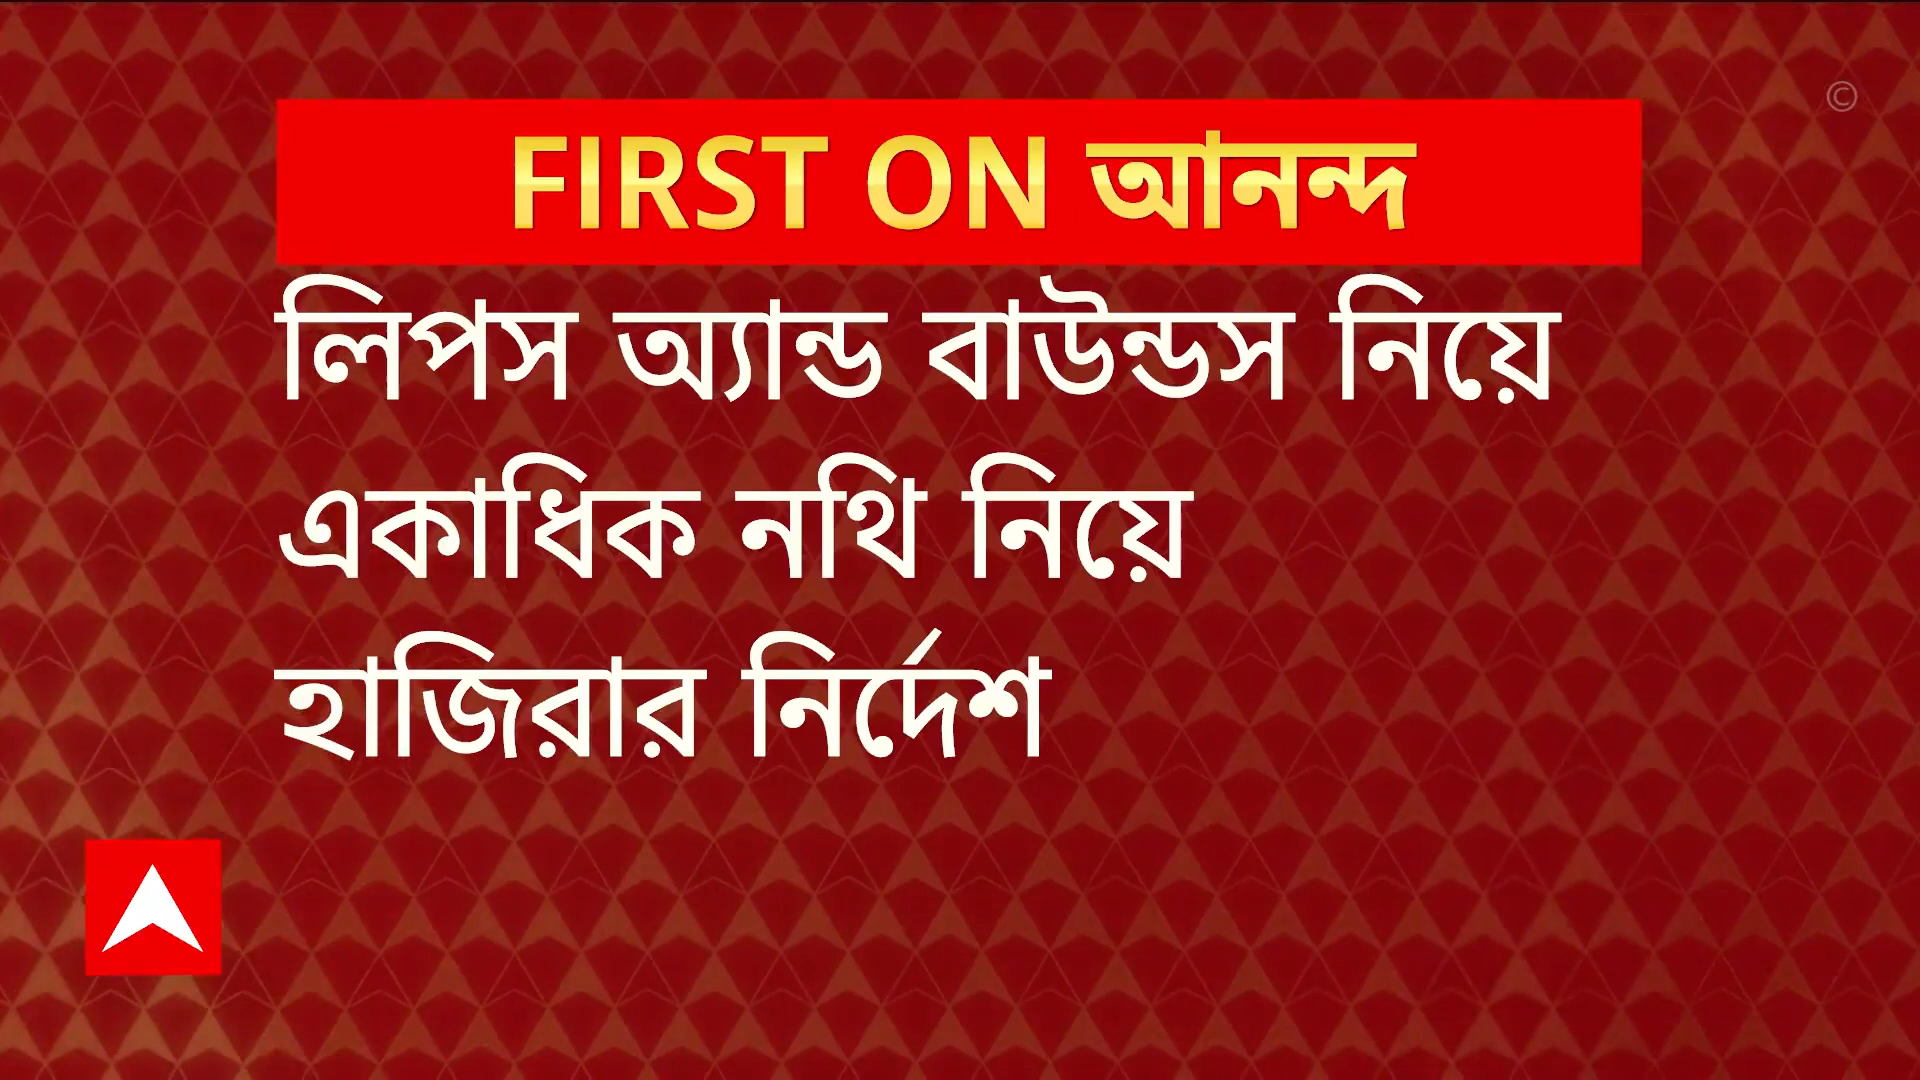 ©
FIRST ON আনন্দ
লিপস অ্যান্ড বাউন্ডস নিয়ে
একাধিক নথি নিয়ে
হাজিরার নির্দেশ